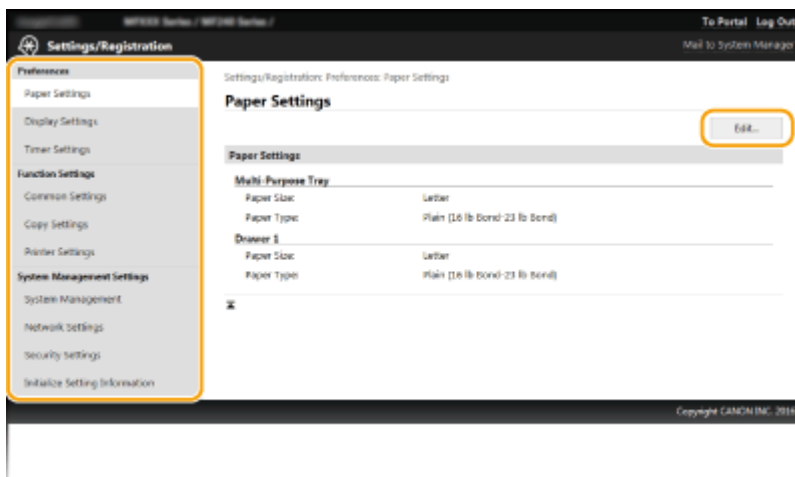 To Portal Log Out
Settings/Registration
Mail to System Manager
Preferences
Paper Settings
Display Settings
Timer Settings
Function Settings
Common Settings
Copy Settings
Printer Settings
System Management Settings
System Management
Network Settings
Security Settings
Initialize Setting Information
Settings/Registration: Preferences: Paper Settings
Paper Settings
Edit...
Paper Settings
Multi-Purpose Tray
Paper Size: Letter
Paper Type: Plain (16 lb Bond-23 lb Bond)
Drawer 1
Paper Size: Letter
Paper Type: Plain (16 lb Bond-23 lb Bond)
Copyright CANON INC. 2016